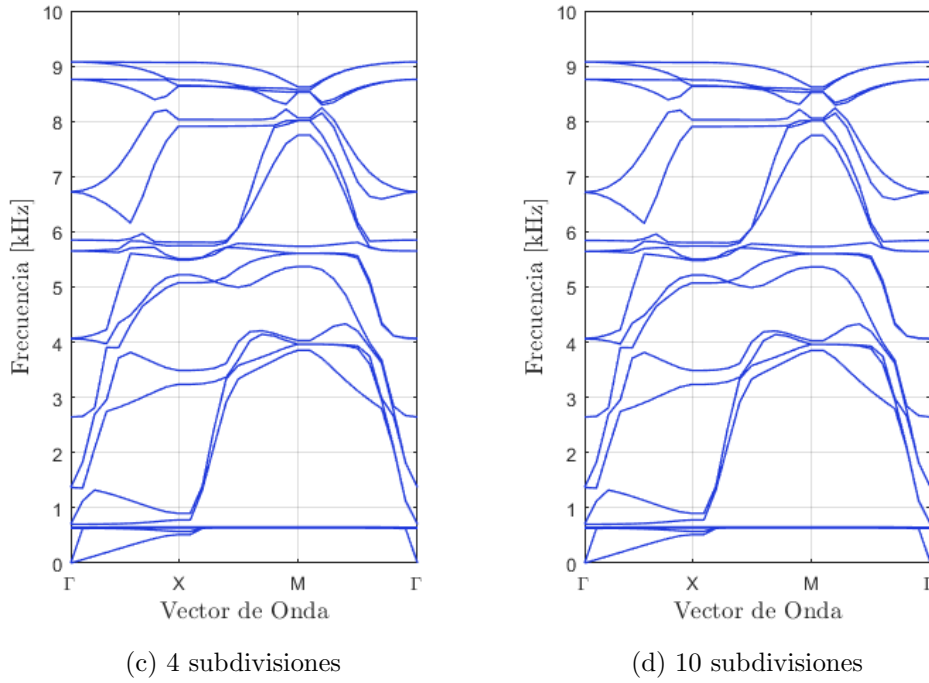 10
9
8
7
6
5
4
3
2
1
0
Frecuencia [kHz]
Γ X M Γ
Vector de Onda
(c) 4 subdivisiones
10
9
8
7
6
5
4
3
2
1
0
Frecuencia [kHz]
Γ X M Γ
Vector de Onda
(d) 10 subdivisiones